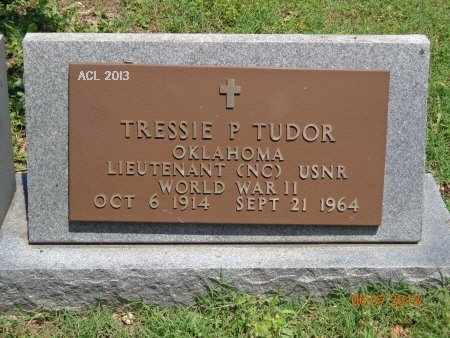 ACL 2013
TRESSIE P TUDOR
OKLAHOMA
LIEUTENANT (NC) USNR
WORLD WAR II
OCT 6 1914 SEPT 21 1964